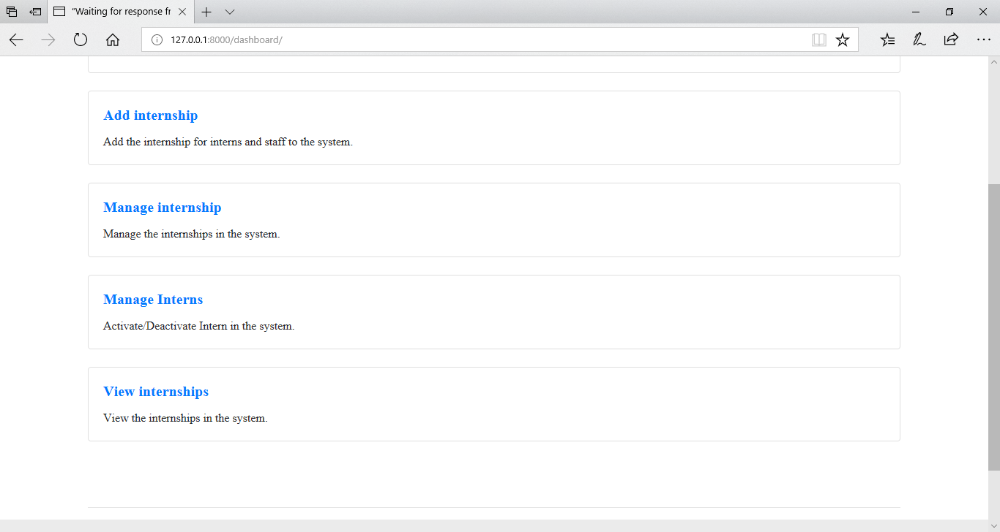 "Waiting for response fr
127.0.0.1:8000/dashboard/
Add internship
Add the internship for interns and staff to the system.
Manage internship
Manage the internships in the system.
Manage Interns
Activate/Deactivate Intern in the system.
View internships
View the internships in the system.